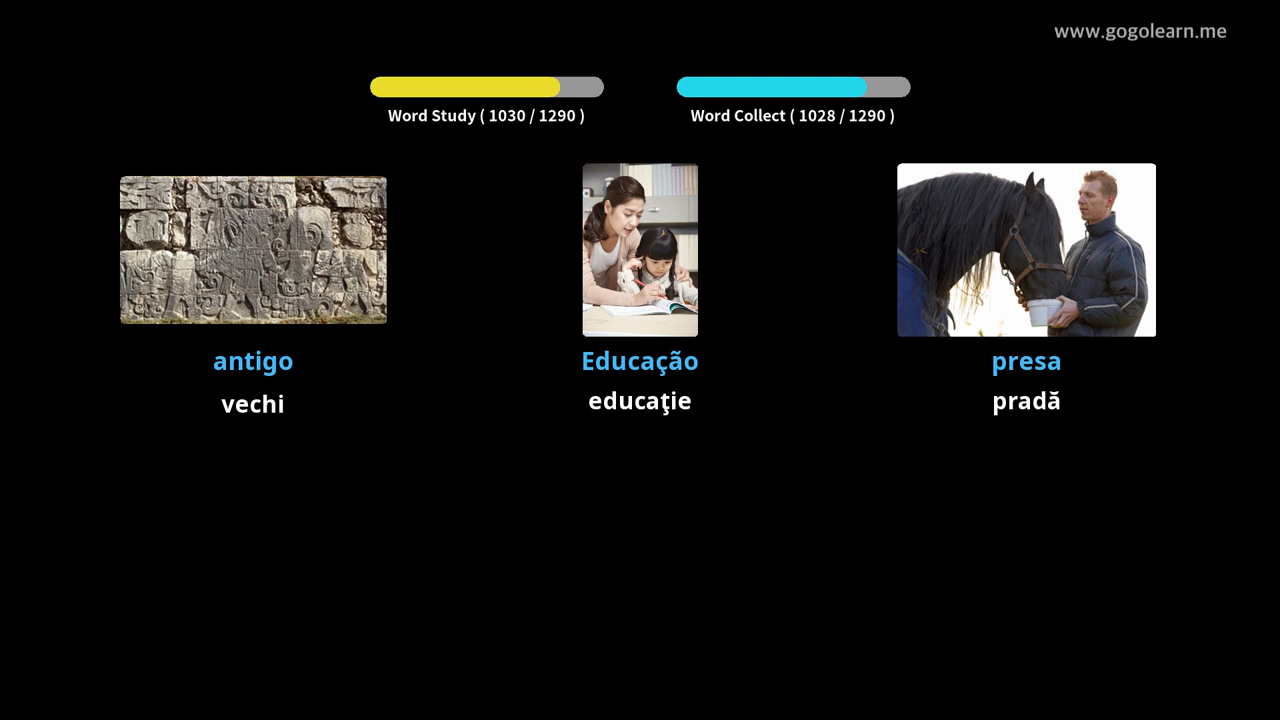 www.gogolearn.me
Word Study ( 1030 / 1290 )
Word Collect ( 1028 / 1290 )
antigo
Educação
presa
vechi
educaţie
pradă